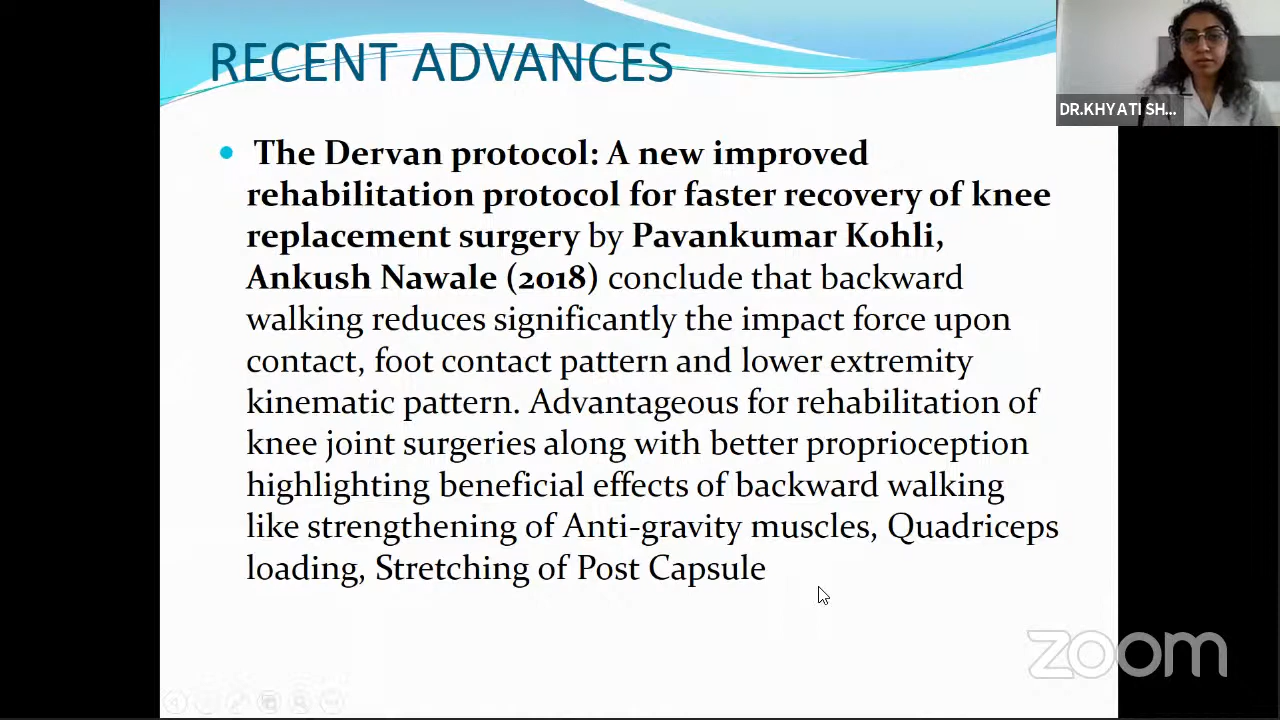 RECENT ADVANCES
DR.KHYATI SH...
The Dervan protocol: A new improved
rehabilitation protocol for faster recovery of knee
replacement surgery by Pavankumar Kohli,
Ankush Nawale (2018) conclude that backward
walking reduces significantly the impact force upon
contact, foot contact pattern and lower extremity
kinematic pattern. Advantageous for rehabilitation of
knee joint surgeries along with better proprioception
highlighting beneficial effects of backward walking
like strengthening of Anti-gravity muscles, Quadriceps
loading, Stretching of Post Capsule
zoom